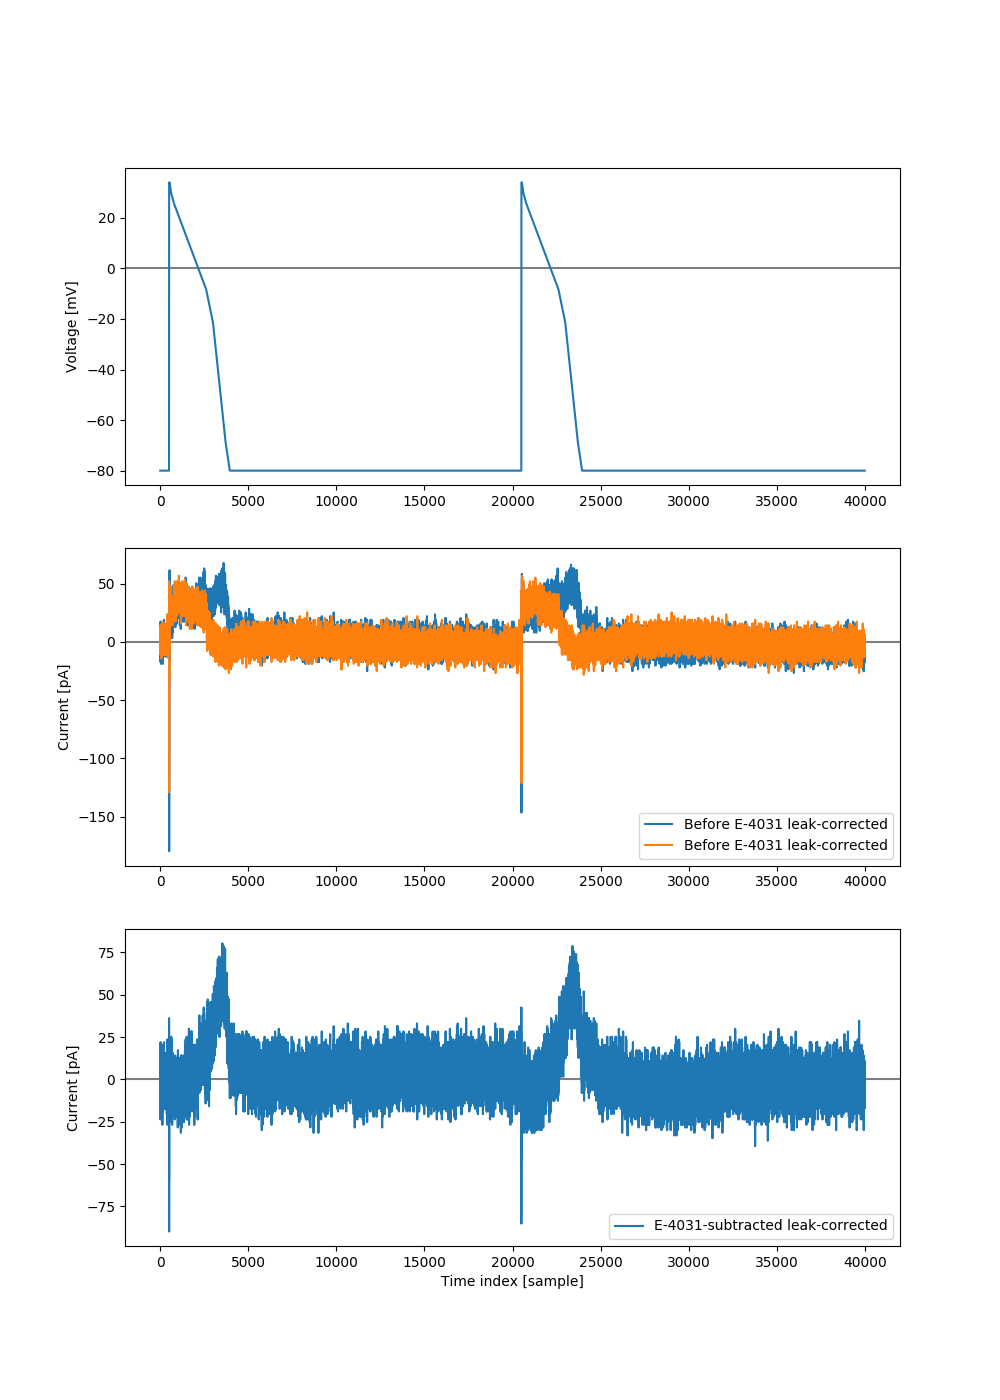 20
0
−20
−40
−60
−80
Voltage [mV]
0 5000 10000 15000 20000 25000 30000 35000 40000
50
0
−50
−100
−150
Current [pA]
Before E-4031 leak-corrected
Before E-4031 leak-corrected
0 5000 10000 15000 20000 25000 30000 35000 40000
75
50
25
0
−25
−50
−75
Current [pA]
E-4031-subtracted leak-corrected
0 5000 10000 15000 20000 25000 30000 35000 40000
Time index [sample]